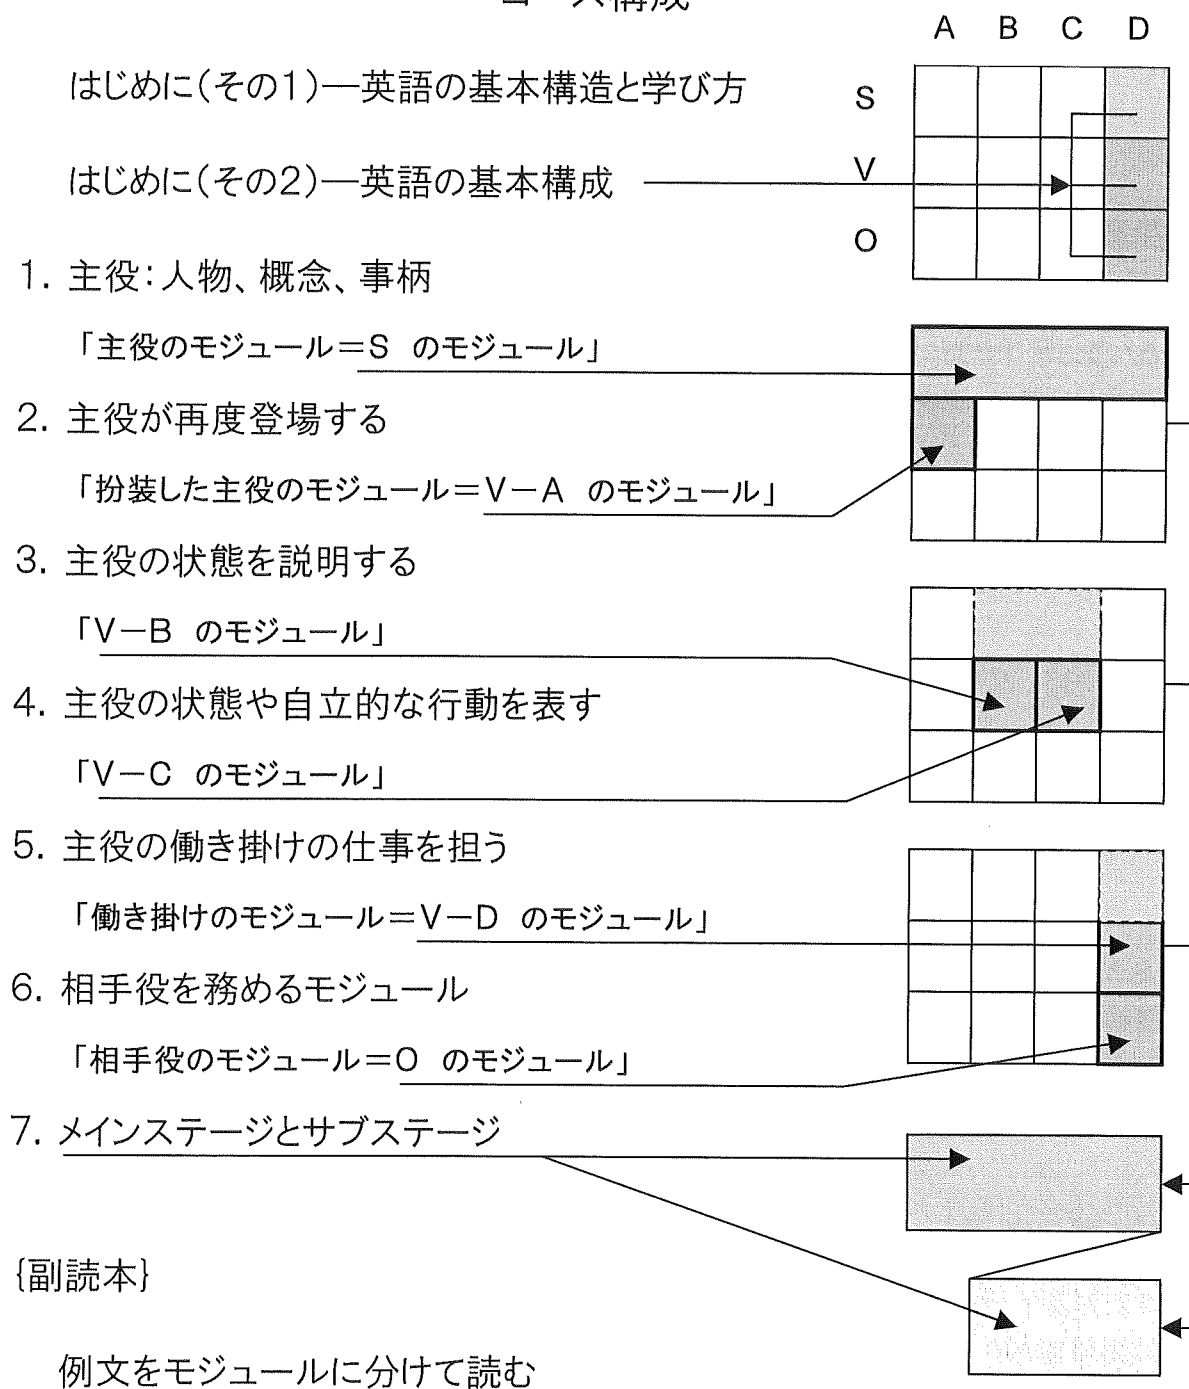 コース構成
A B C D
はじめに(その1)―英語の基本構造と学び方
S
はじめに(その2)―英語の基本構成
V
O
1. 主役:人物、概念、事柄
「主役のモジュール=S のモジュール」
2. 主役が再度登場する
「扮装した主役のモジュール=V-A のモジュール」
3. 主役の状態を説明する
「V-B のモジュール」
4. 主役の状態や自立的な行動を表す
「V-C のモジュール」
5. 主役の働き掛けの仕事を担う
「働き掛けのモジュール=V-D のモジュール」
6. 相手役を務めるモジュール
「相手役のモジュール=O のモジュール」
7. メインステージとサブステージ
{副読本}
例文をモジュールに分けて読む